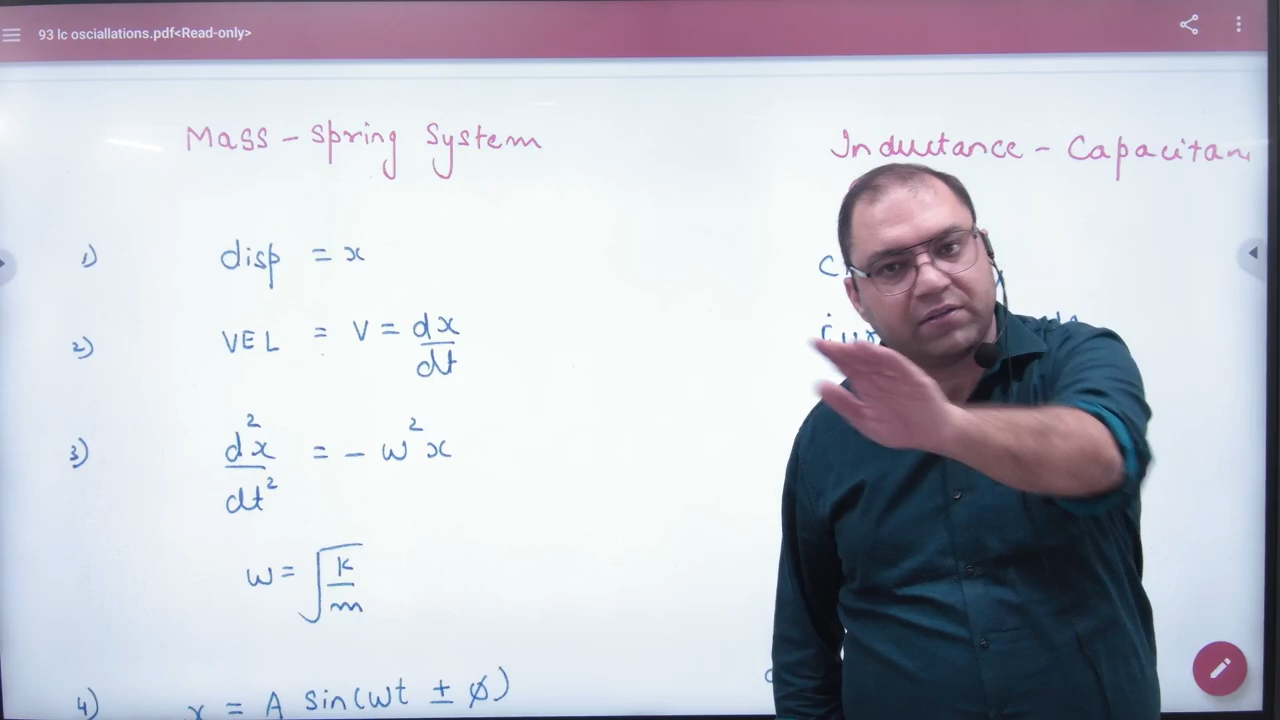 93 lc osciallations.pdf<Read-only>
Mass - spring System
Inductance - Capacitan
1) disp = x
2) VEL = V = dx/dt
3) d²x/dt² = - ω² x
ω = √(k/m)
4) x = A sin(ωt ± ϕ)